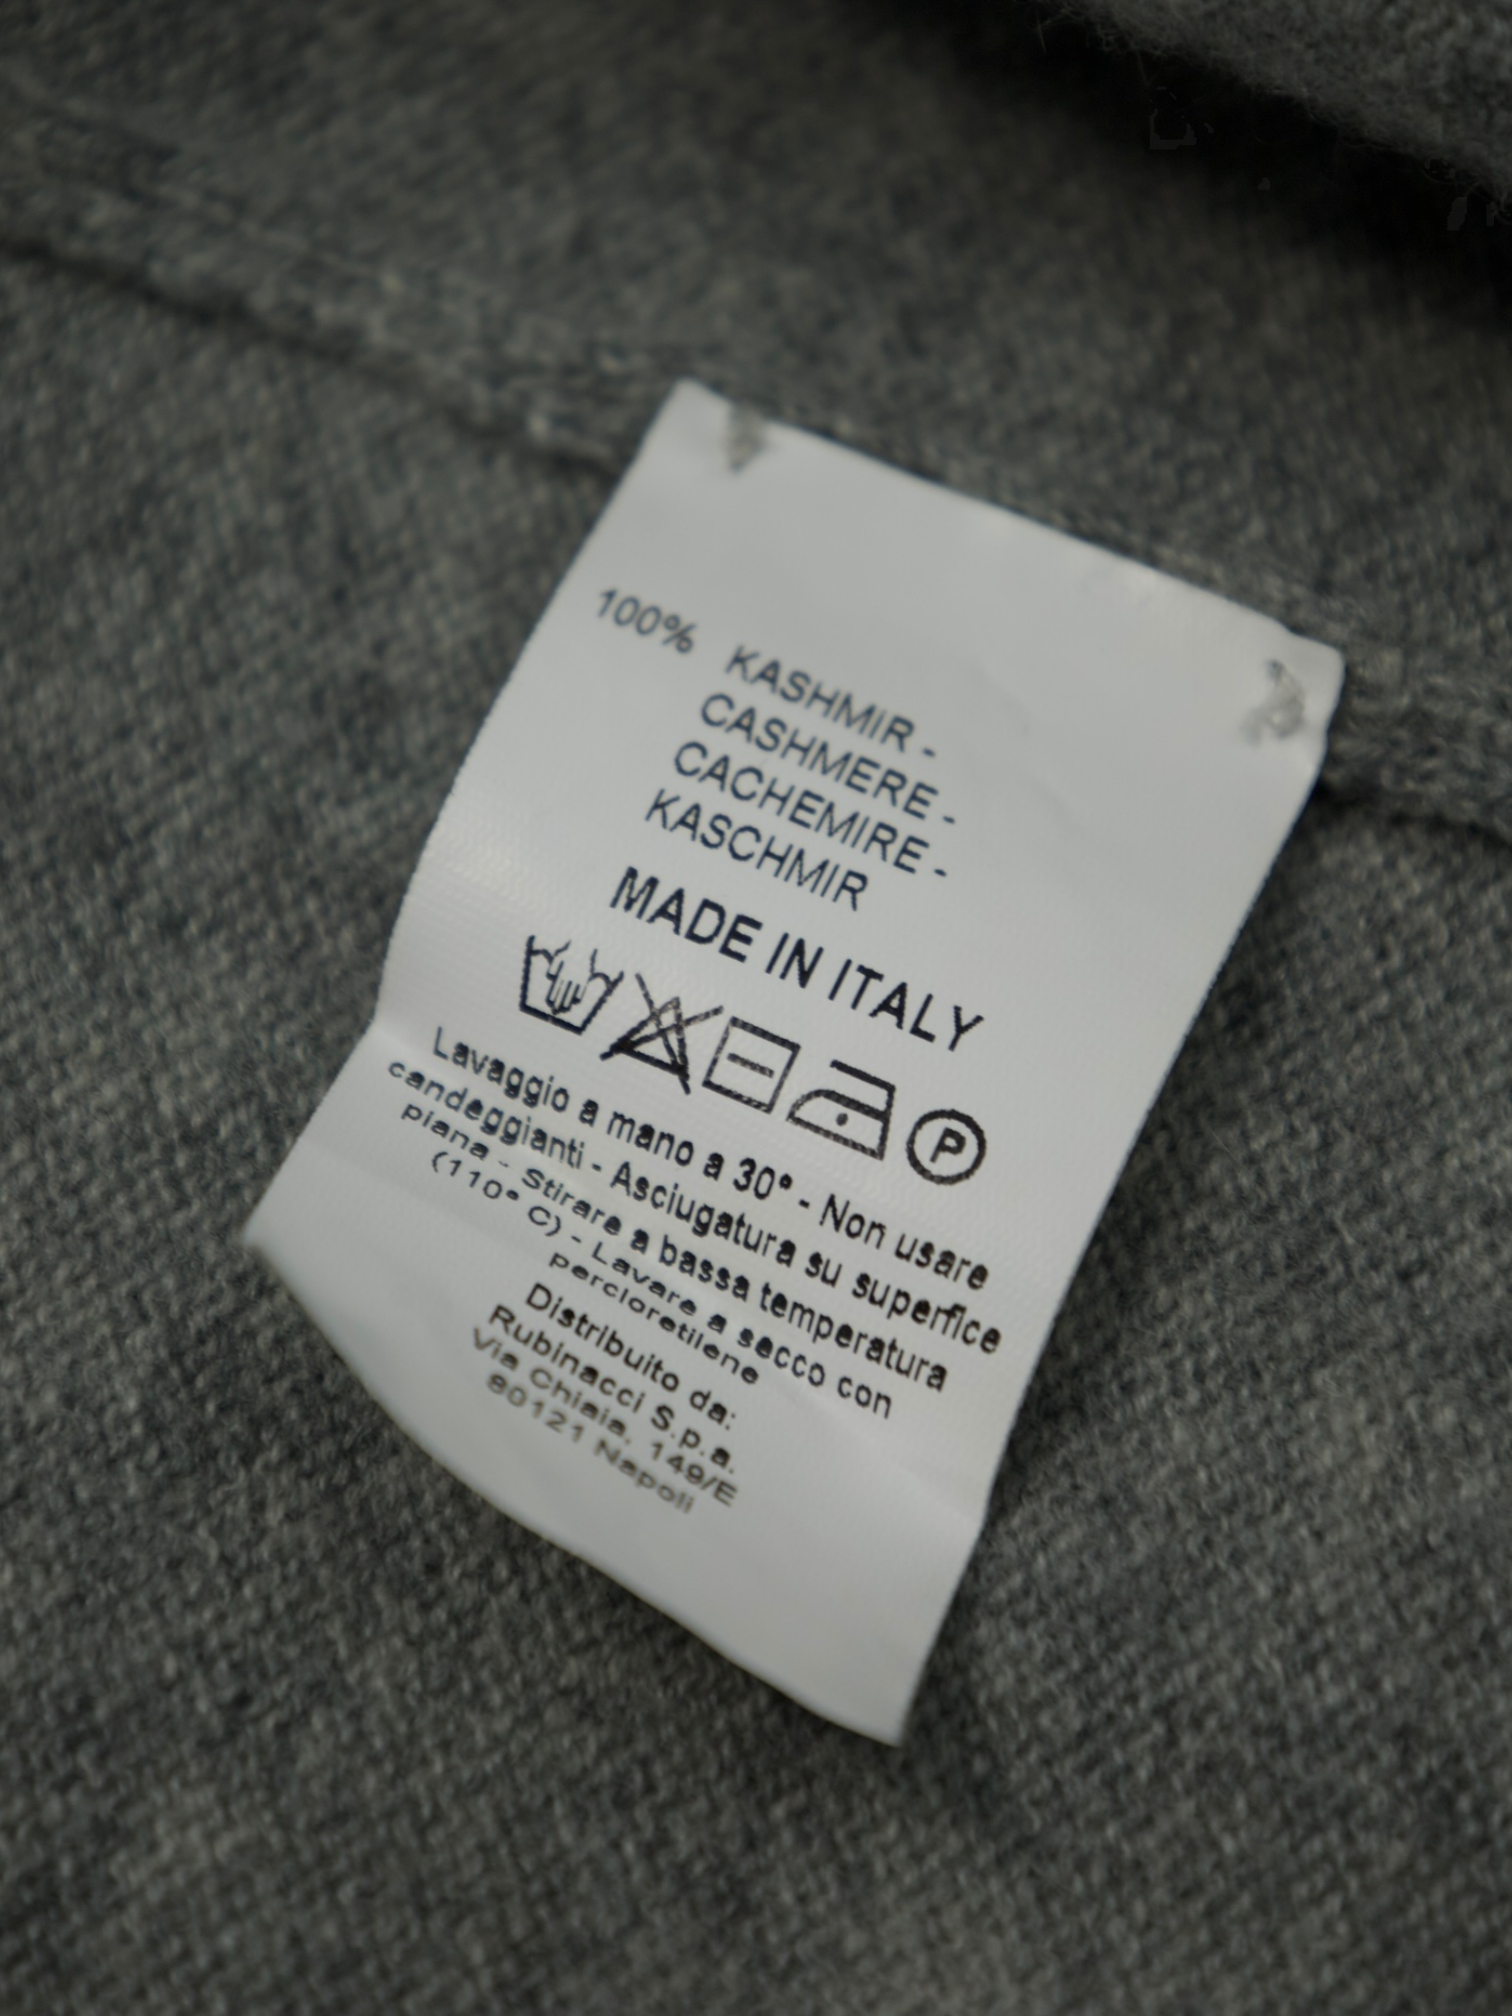 100% KASHMIR -
CASHMERE -
CACHEMIRE -
KASCHMIR
MADE IN ITALY
P
Lavaggio a mano a 30° - Non usare
candeggianti - Asciugatura su superfice
piana - Stirare a bassa temperatura
(110° C) - Lavare a secco con
percloretilene
Distribuito da:
Rubinacci S.p.a.
Via Chiaia, 149/E
80121 Napoli